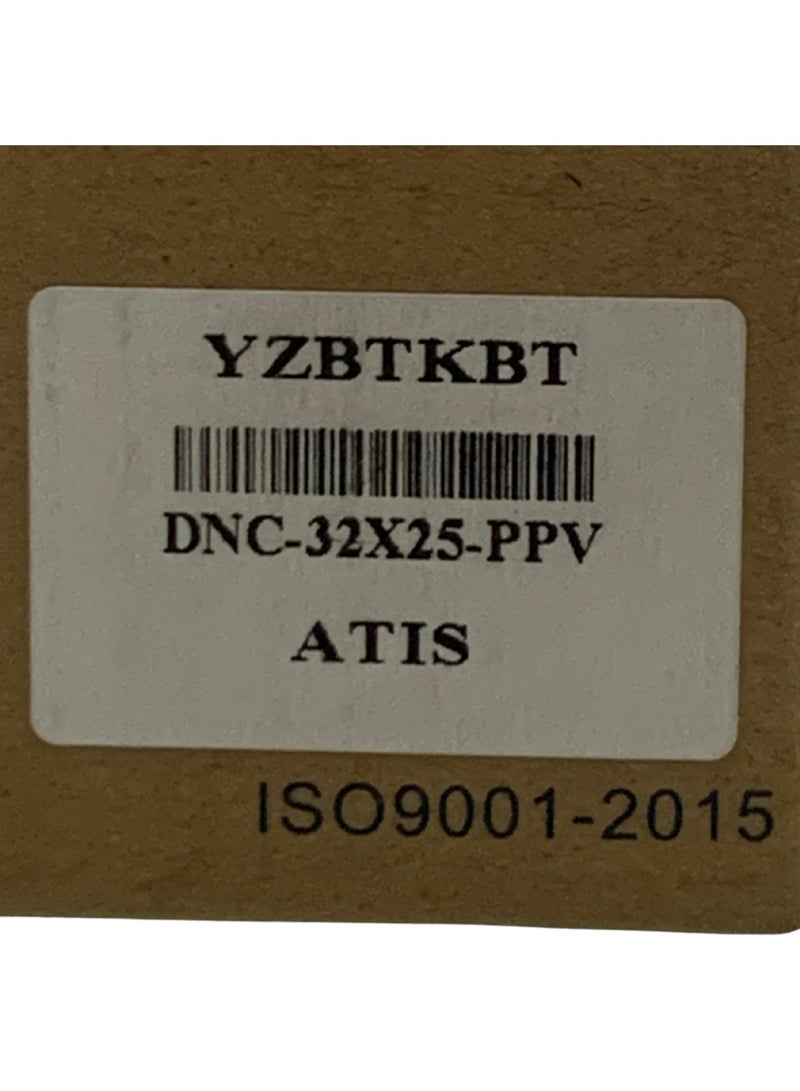 YZBTKBT
DNC-32X25-PPV
ATIS
ISO9001-2015